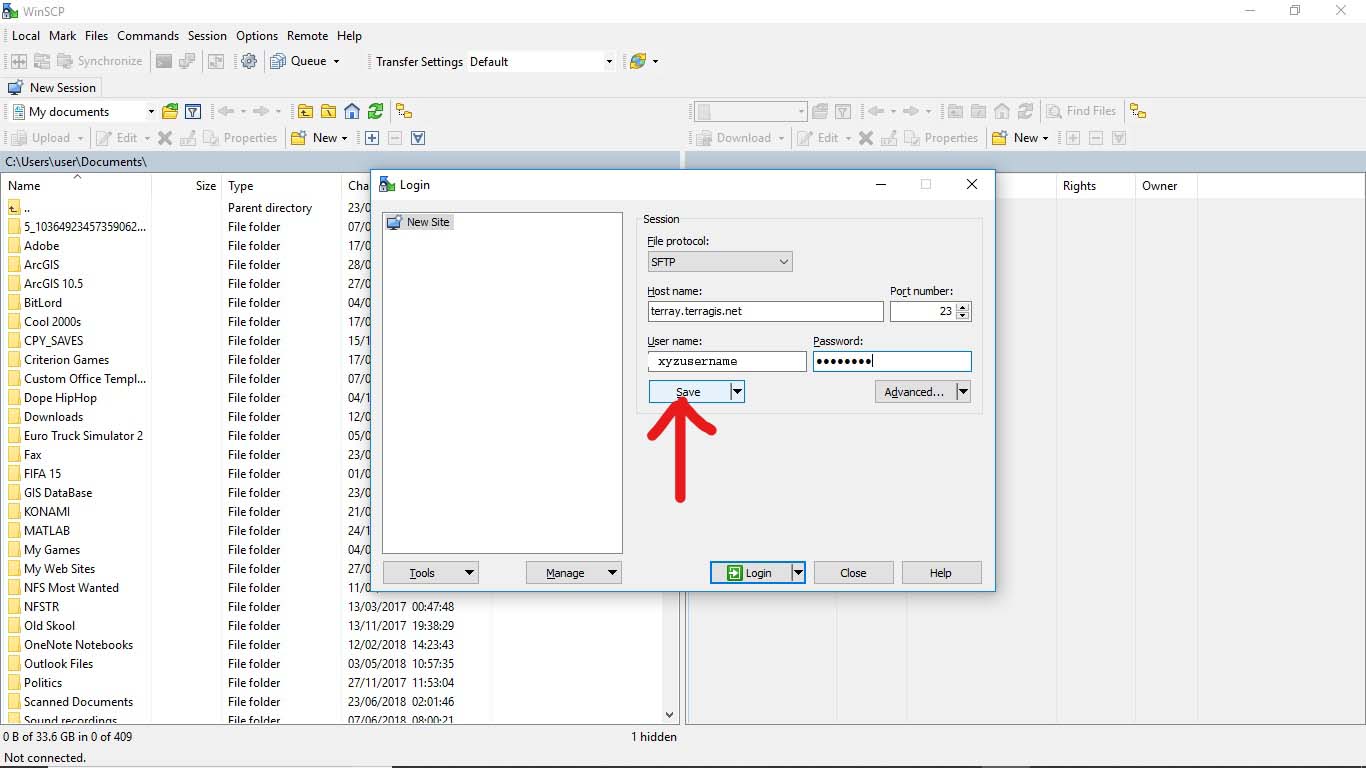 WinSCP
Local Mark Files Commands Session Options Remote Help
Synchronize Queue Transfer Settings Default
New Session
My documents Find Files
Upload Edit Properties New Download Edit Properties New
C:\Users\user\Documents\
Name Size Type Cha Rights Owner
.. Parent directory 23/0
5_10364923457359062... File folder 07/0
Adobe File folder 17/0
ArcGIS File folder 28/0
ArcGIS 10.5 File folder 27/0
BitLord File folder 04/0
Cool 2000s File folder 17/0
CPY_SAVES File folder 15/1
Criterion Games File folder 17/0
Custom Office Templ... File folder 07/0
Dope HipHop File folder 04/1
Downloads File folder 12/0
Euro Truck Simulator 2 File folder 05/0
Fax File folder 23/0
FIFA 15 File folder 01/0
GIS DataBase File folder 23/0
KONAMI File folder 21/0
MATLAB File folder 24/1
My Games File folder 04/0
My Web Sites File folder 27/0
NFS Most Wanted File folder 11/0
NFSTR File folder 13/03/2017 00:47:48
Old Skool File folder 13/11/2017 19:38:29
OneNote Notebooks File folder 12/02/2018 14:23:43
Outlook Files File folder 03/05/2018 10:57:35
Politics File folder 27/11/2017 11:53:04
Scanned Documents File folder 23/06/2018 02:01:46
Sound recordings File folder 07/06/2018 08:00:21
Login
New Site
Session
File protocol:
SFTP
Host name: Port number:
terray.terragis.net 23
User name: Password:
xyzusername ••••••••
Save Advanced...
Tools Manage Login Close Help
0 B of 33.6 GB in 0 of 409 1 hidden
Not connected.